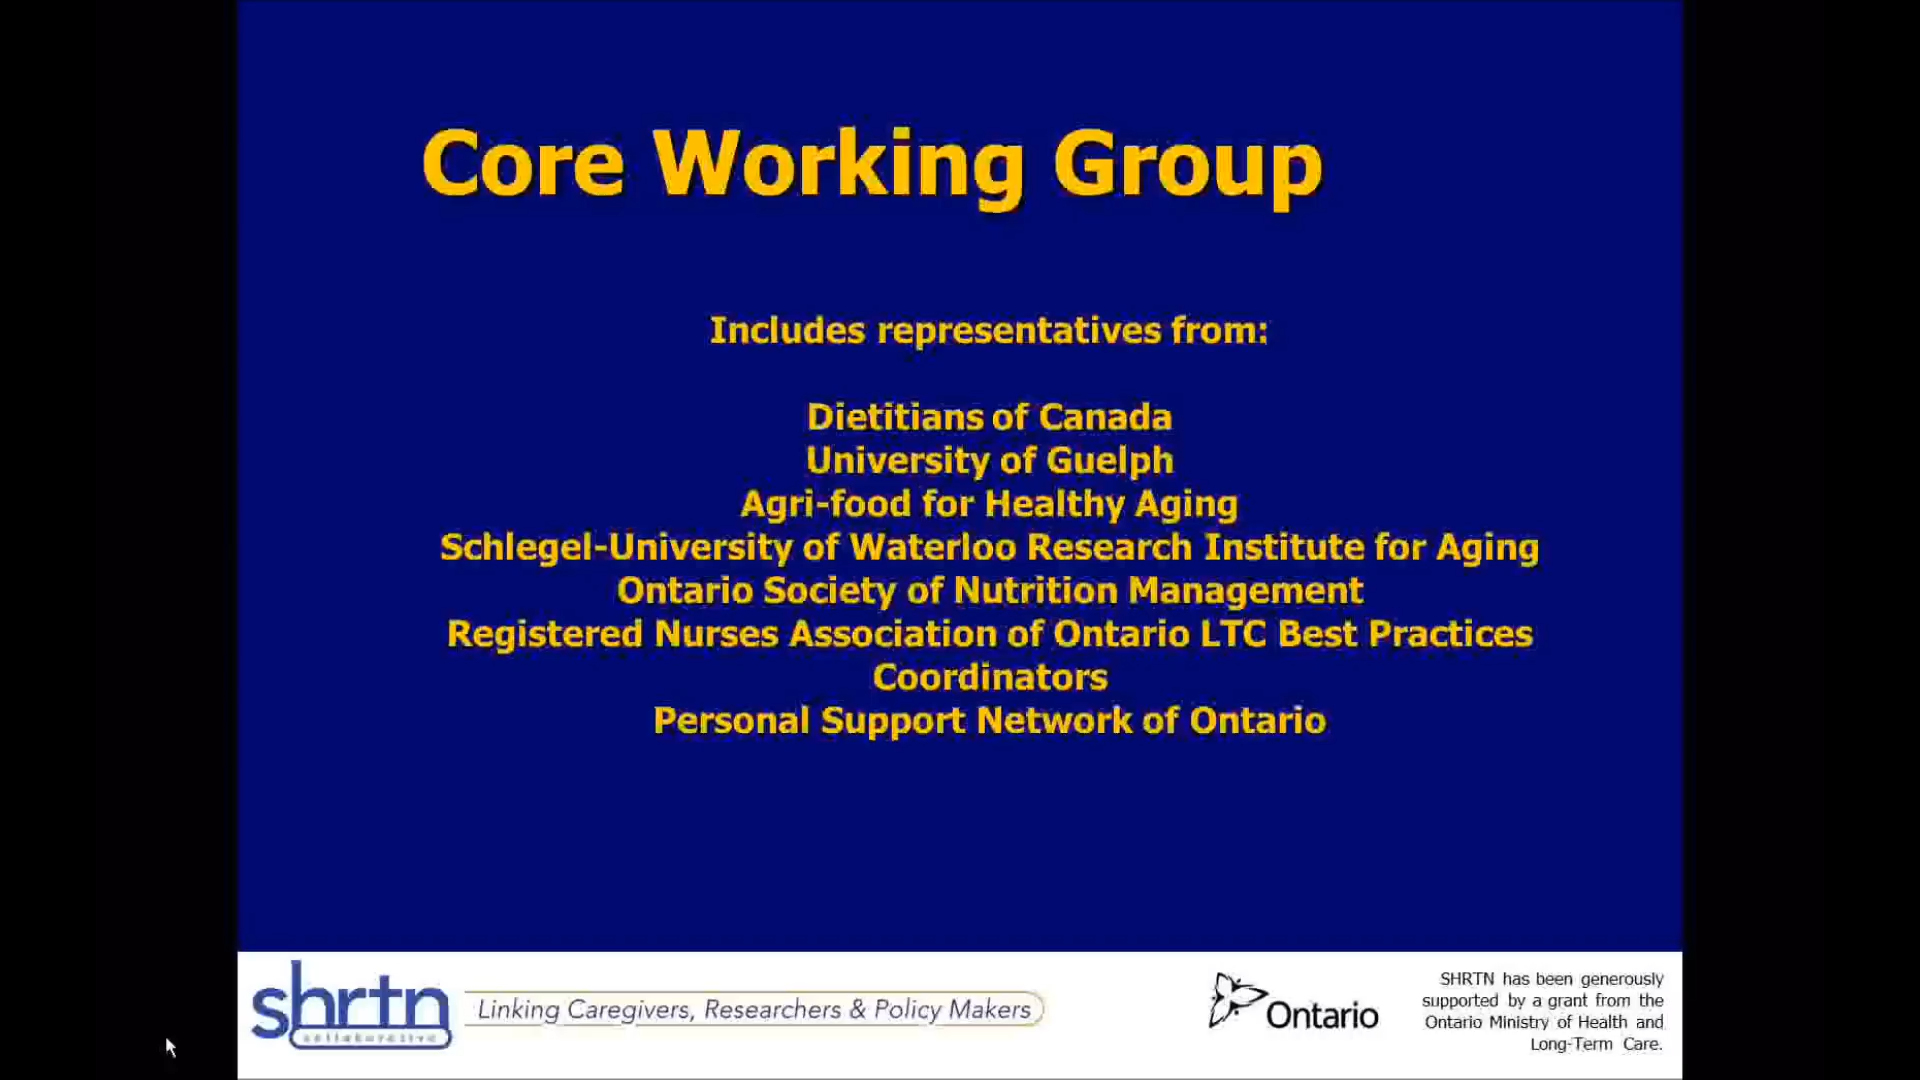 Core Working Group
Includes representatives from:
Dietitians of Canada
University of Guelph
Agri-food for Healthy Aging
Schlegel-University of Waterloo Research Institute for Aging
Ontario Society of Nutrition Management
Registered Nurses Association of Ontario LTC Best Practices
Coordinators
Personal Support Network of Ontario
shrtn
collaborative
Linking Caregivers, Researchers & Policy Makers
Ontario
SHRTN has been generously
supported by a grant from the
Ontario Ministry of Health and
Long-Term Care.